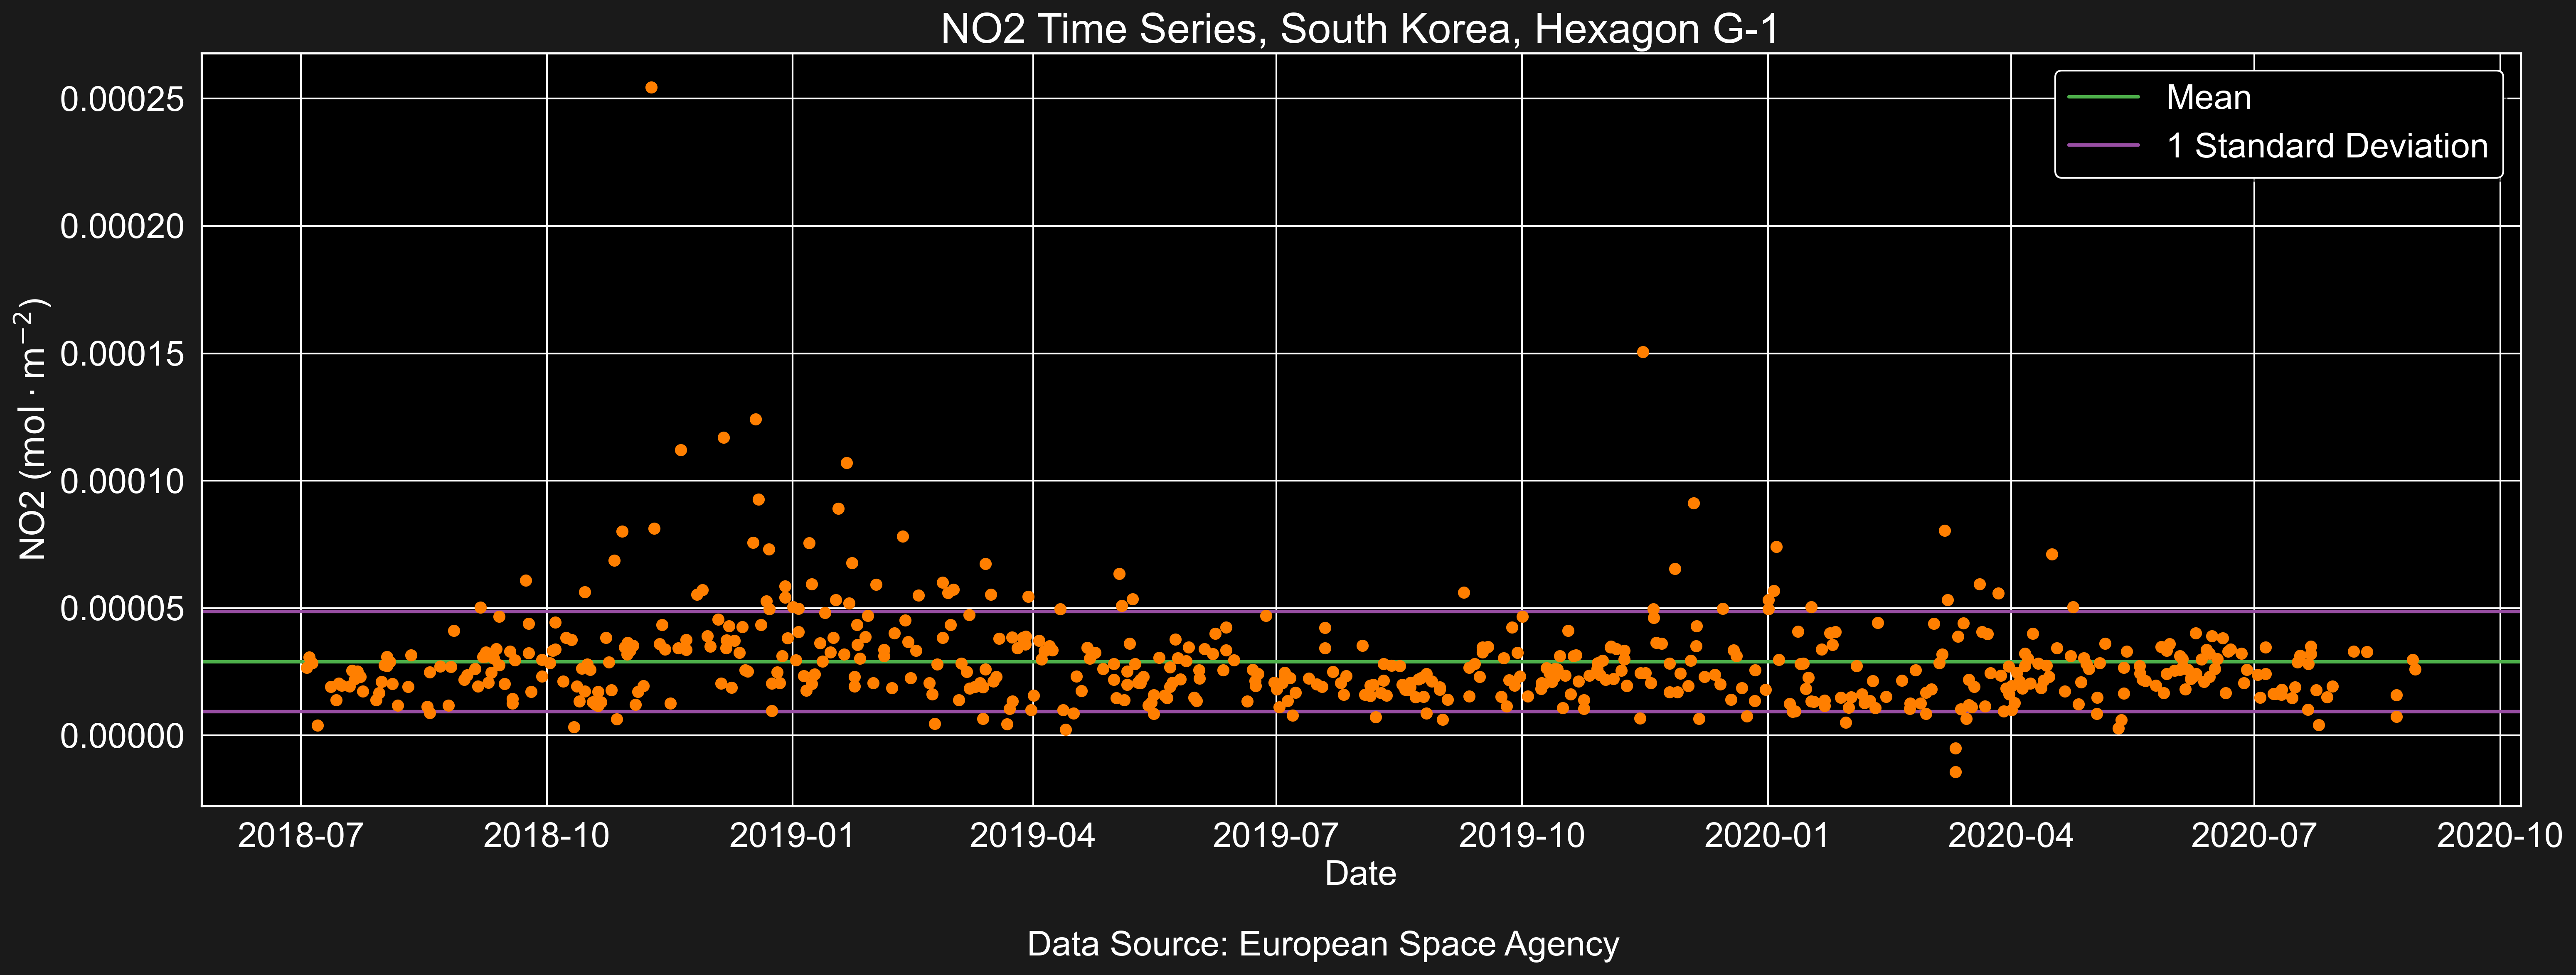 NO2 Time Series, South Korea, Hexagon G-1
Mean
1 Standard Deviation
NO2 (mol · m⁻²)
0.00025
0.00020
0.00015
0.00010
0.00005
0.00000
2018-07 2018-10 2019-01 2019-04 2019-07 2019-10 2020-01 2020-04 2020-07 2020-10
Date
Data Source: European Space Agency